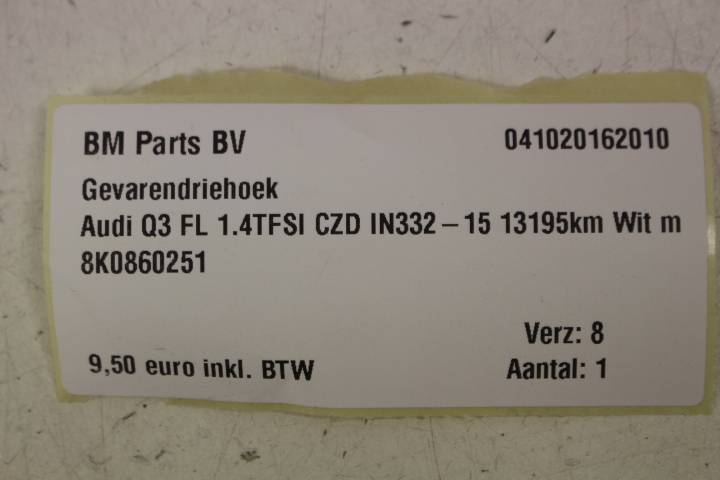 BM Parts BV 041020162010
Gevarendriehoek
Audi Q3 FL 1.4TFSI CZD IN332-15 13195km Wit m
8K0860251
Verz: 8
9,50 euro inkl. BTW Aantal: 1